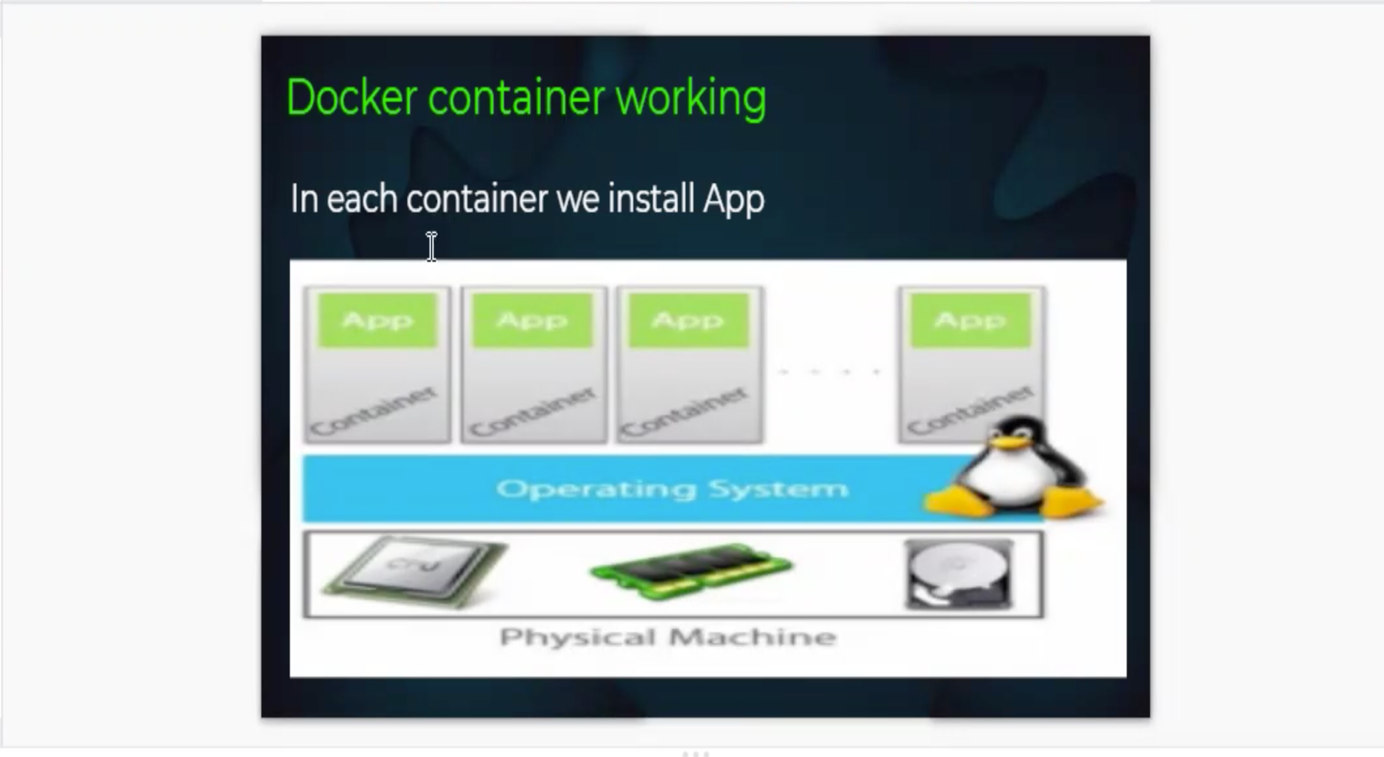 Docker container working
In each container we install App
App App App App
Container Container Container Container
Operating System
CPU
Physical Machine